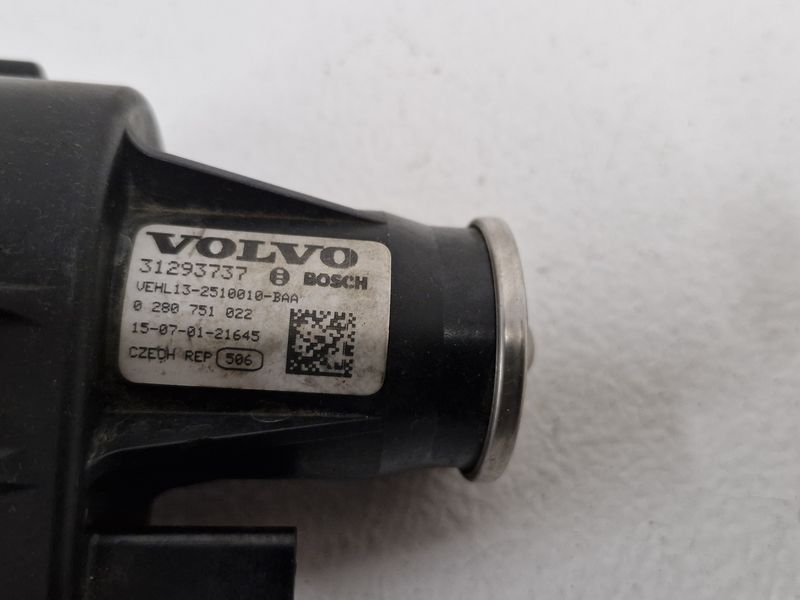 VOLVO
31293737 BOSCH
VEHL13-2510010-BAA
0 280 751 022
15-07-01-21645
CZECH REP 506